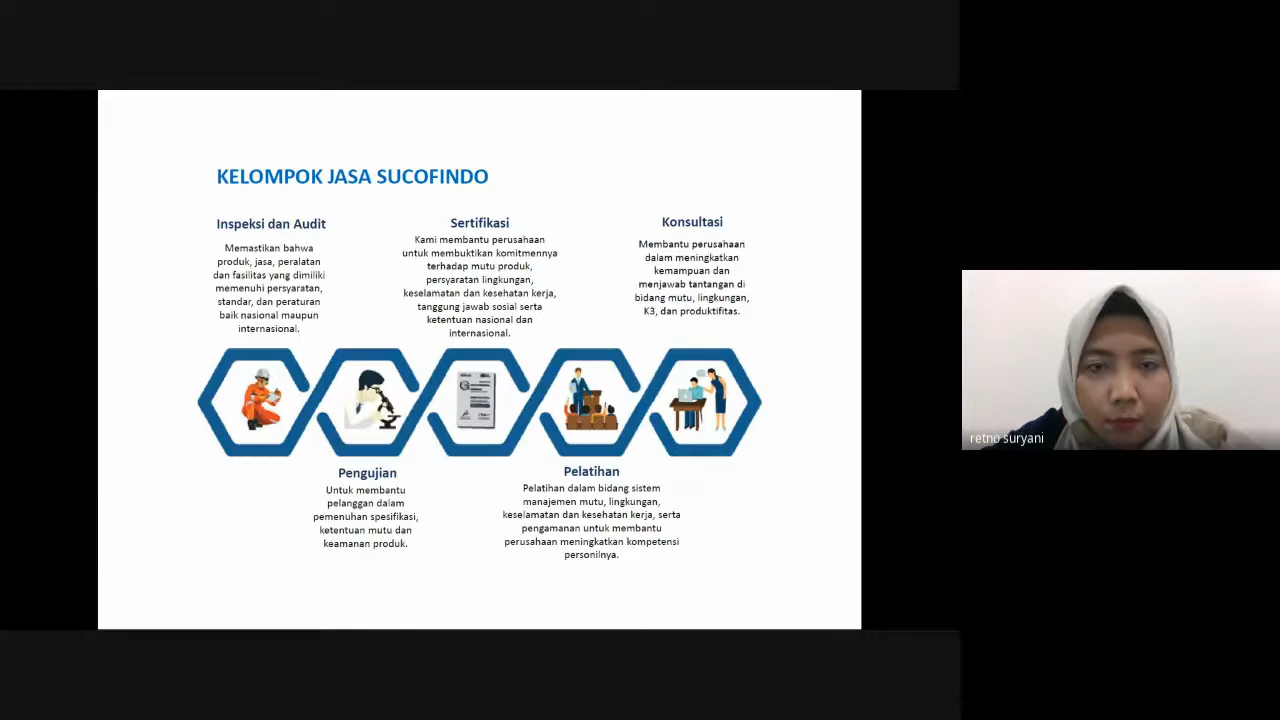 KELOMPOK JASA SUCOFINDO
Inspeksi dan Audit
Memastikan bahwa
produk, jasa, peralatan
dan fasilitas yang dimiliki
memenuhi persyaratan,
standar, dan peraturan
baik nasional maupun
internasional.
Sertifikasi
Kami membantu perusahaan
untuk membuktikan komitmennya
terhadap mutu produk,
persyaratan lingkungan,
keselamatan dan kesehatan kerja,
tanggung jawab sosial serta
ketentuan nasional dan
internasional.
Konsultasi
Membantu perusahaan
dalam meningkatkan
kemampuan dan
menjawab tantangan di
bidang mutu, lingkungan,
K3, dan produktifitas.
Pengujian
Untuk membantu
pelanggan dalam
pemenuhan spesifikasi,
ketentuan mutu dan
keamanan produk.
Pelatihan
Pelatihan dalam bidang sistem
manajemen mutu, lingkungan,
keselamatan dan kesehatan kerja, serta
pengamanan untuk membantu
perusahaan meningkatkan kompetensi
personilnya.
retno suryani